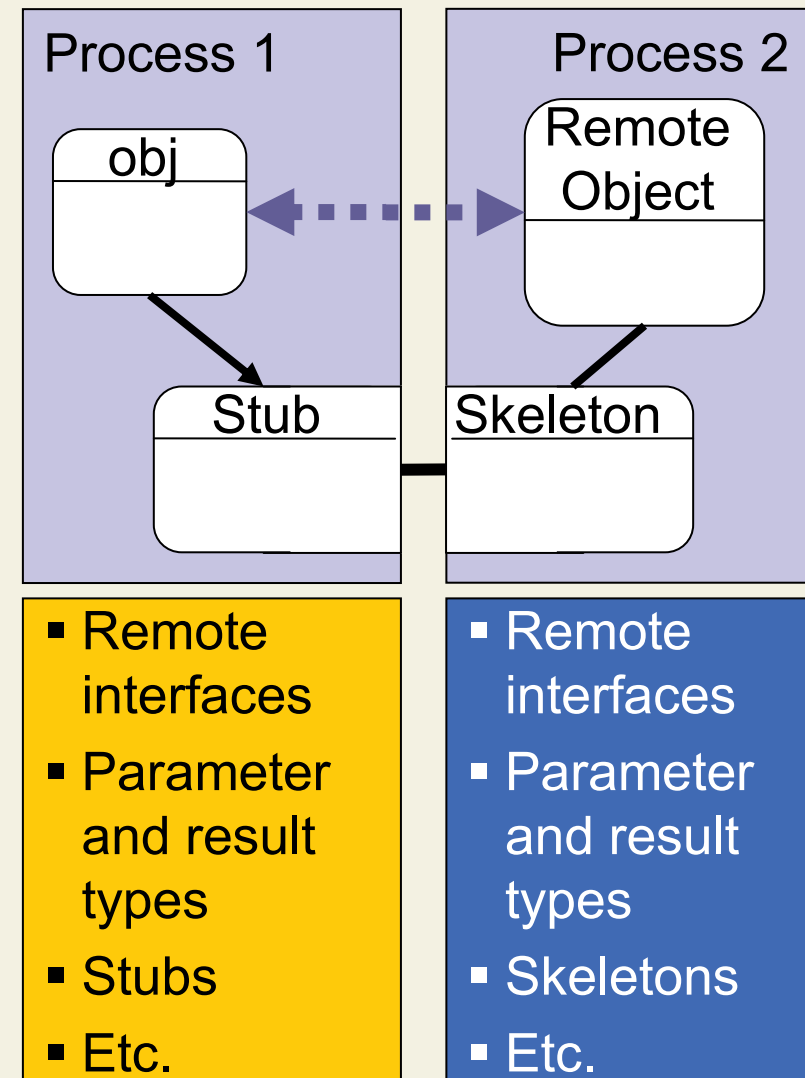 Process 1
Process 2
obj
Remote
Object
Stub
Skeleton
▪ Remote
interfaces
▪ Parameter
and result
types
▪ Stubs
▪ Etc.
▪ Remote
interfaces
▪ Parameter
and result
types
▪ Skeletons
▪ Etc.